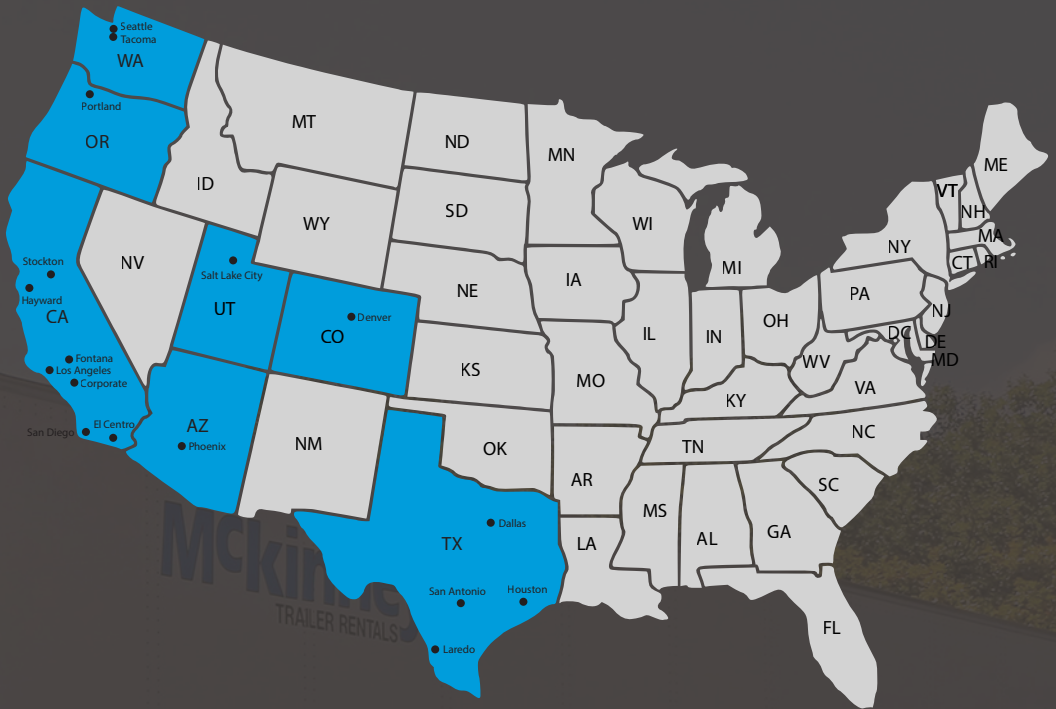 Seattle
Tacoma
WA
Portland
OR
MT
ND
MN
ME
ID
VT
NH
WY
SD
WI
MA
NY
CT
RI
MI
NV
Stockton
Salt Lake City
Hayward
CA
UT
NE
IA
PA
NJ
Denver
CO
IL
IN
OH
DC
DE
MD
Fontana
Los Angeles
Corporate
KS
MO
WV
VA
KY
San Diego
El Centro
AZ
Phoenix
NM
OK
TN
NC
AR
SC
MS
AL
GA
LA
Dallas
TX
San Antonio
Houston
Laredo
FL
TRAILER RENTALS